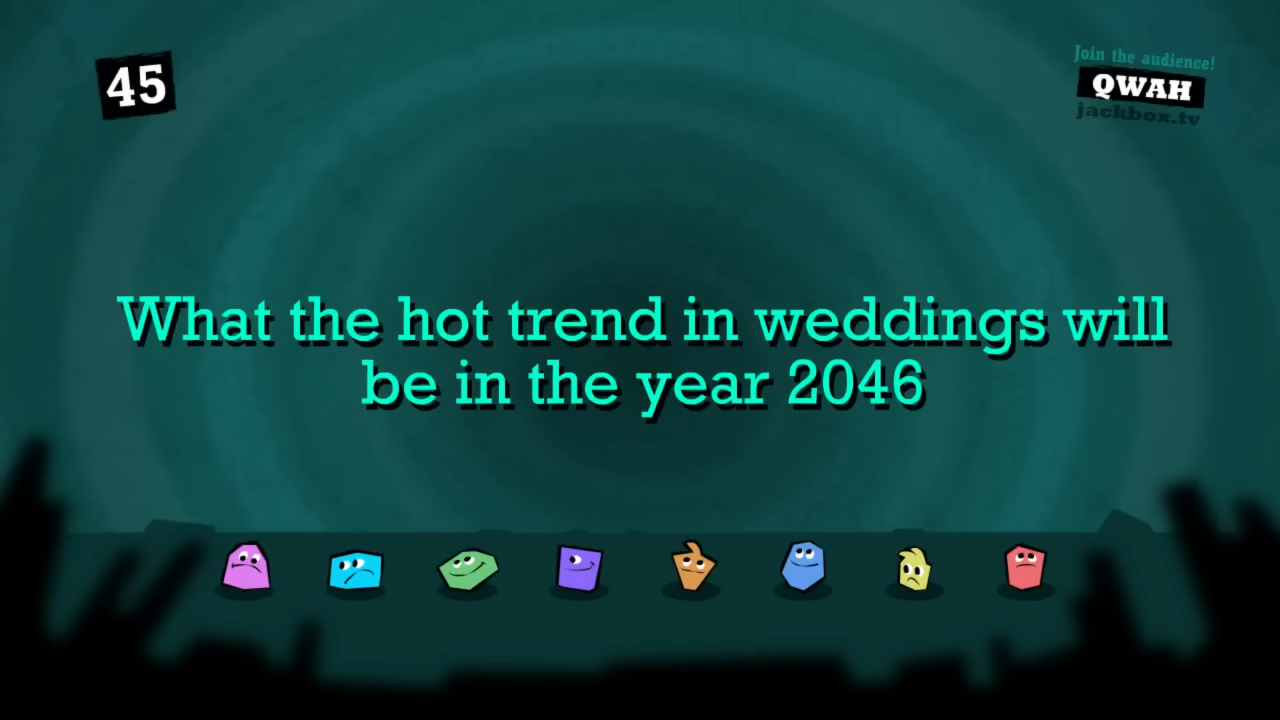 45
Join the audience!
QWAH
jackbox.tv
What the hot trend in weddings will
be in the year 2046